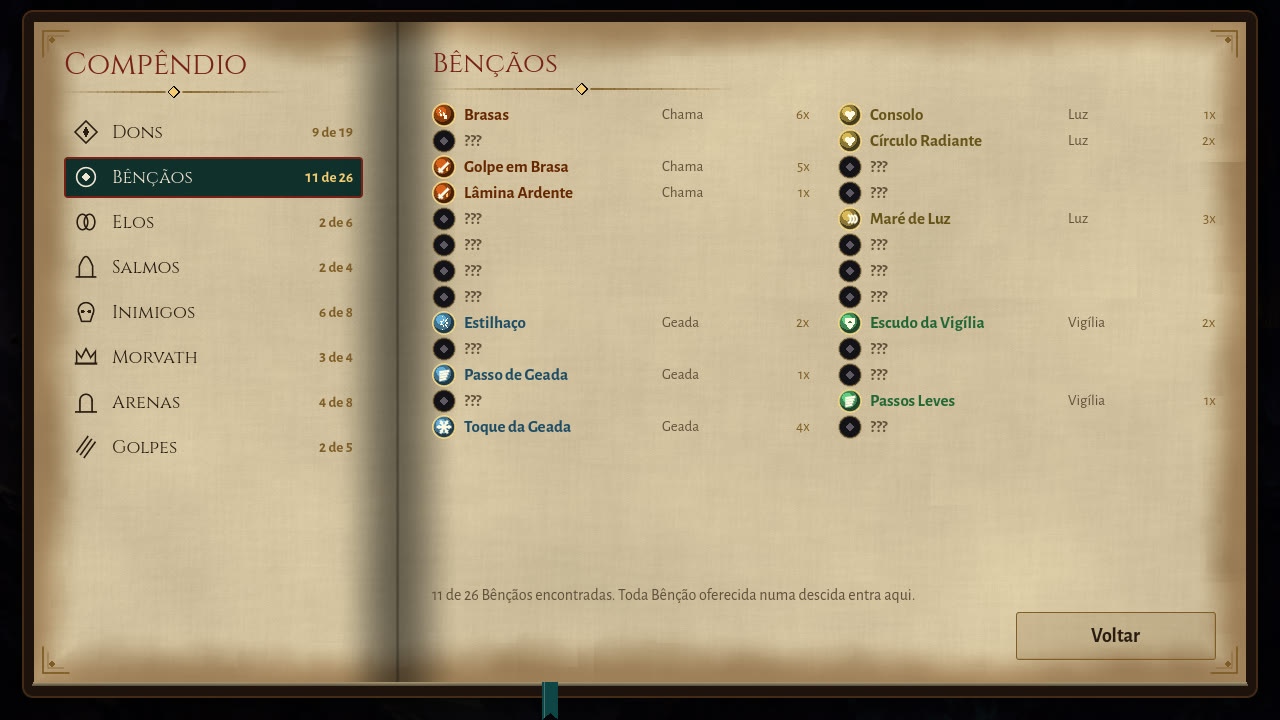 Compêndio
Dons 9 de 19
Bênçãos 11 de 26
Elos 2 de 6
Salmos 2 de 4
Inimigos 6 de 8
Morvath 3 de 4
Arenas 4 de 8
Golpes 2 de 5
Bênçãos
Brasas Chama 6x
???
Golpe em Brasa Chama 5x
Lâmina Ardente Chama 1x
???
???
???
???
Estilhaço Geada 2x
???
Passo de Geada Geada 1x
???
Toque da Geada Geada 4x
Consolo Luz 1x
Círculo Radiante Luz 2x
???
???
Maré de Luz Luz 3x
???
???
???
Escudo da Vigília Vigília 2x
???
???
Passos Leves Vigília 1x
???
11 de 26 Bênçãos encontradas. Toda Bênção oferecida numa descida entra aqui.
Voltar